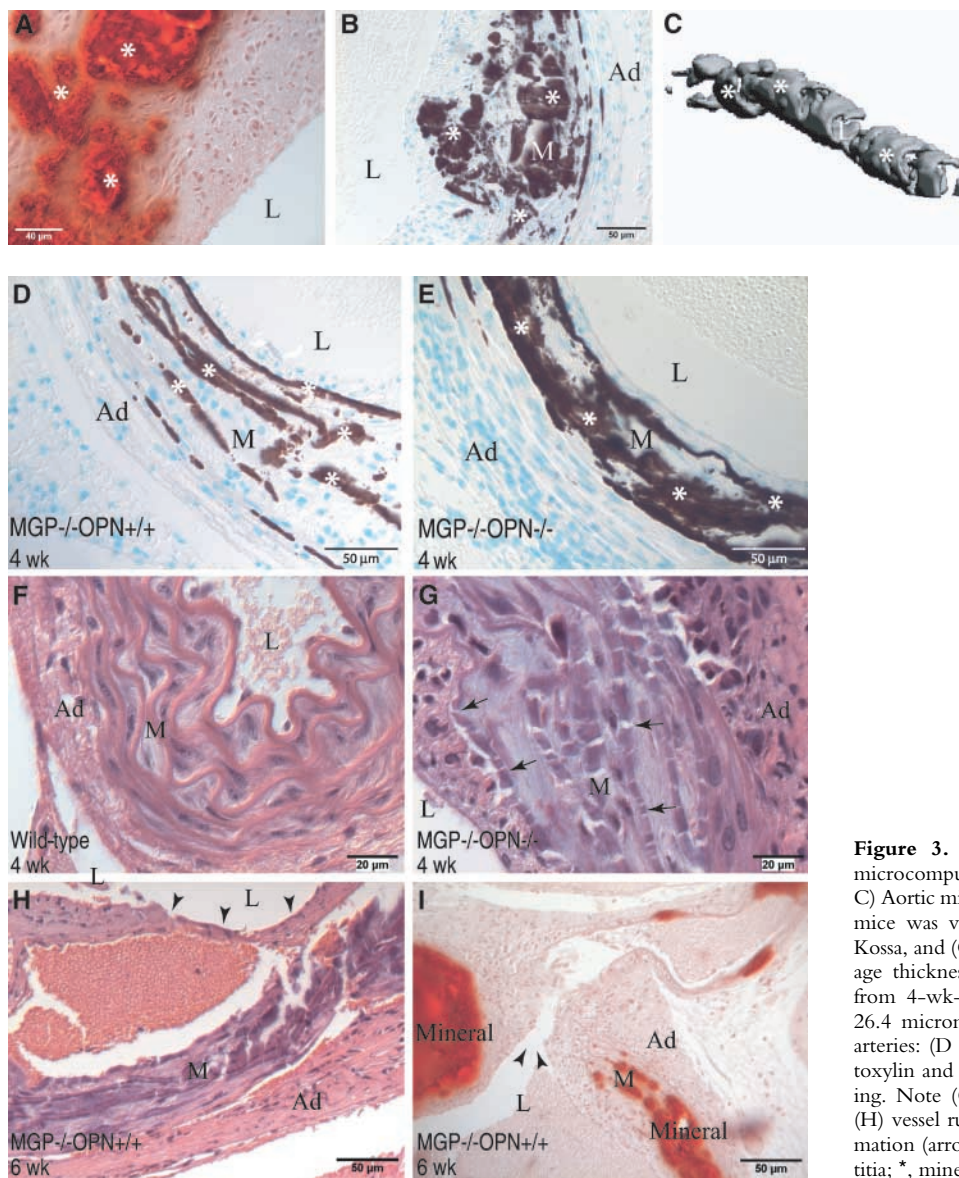 A
*
*
*
L
40 µm
B
Ad
*
*
M
L
*
50 µm
C
*
*
*
D
L
*
*
*
Ad
M
*
*
MGP-/-OPN+/+
4 wk
50 µm
E
*
L
*
M
Ad
*
*
MGP-/-OPN-/-
4 wk
50 µm
F
L
Ad
M
Wild-type
4 wk
20 µm
G
Ad
M
L
MGP-/-OPN-/-
4 wk
20 µm
L
H
L
M
Ad
MGP-/-OPN+/+
6 wk
50 µm
I
Mineral
Ad
M
L
Mineral
MGP-/-OPN+/+
6 wk
50 µm
Figure 3.
microcompu
C) Aortic mi
mice was v
Kossa, and (
age thicknes
from 4-wk-
26.4 micron
arteries: (D
toxylin and
ing. Note (
(H) vessel ru
mation (arro
titia; *, mine